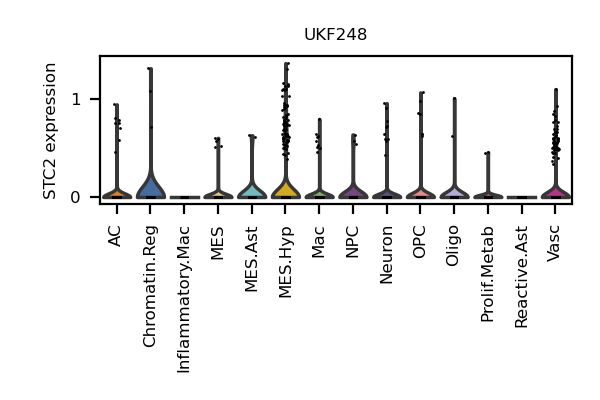 UKF248
STC2 expression
1
0
AC
Chromatin.Reg
Inflammatory.Mac
MES
MES.Ast
MES.Hyp
Mac
NPC
Neuron
OPC
Oligo
Prolif.Metab
Reactive.Ast
Vasc